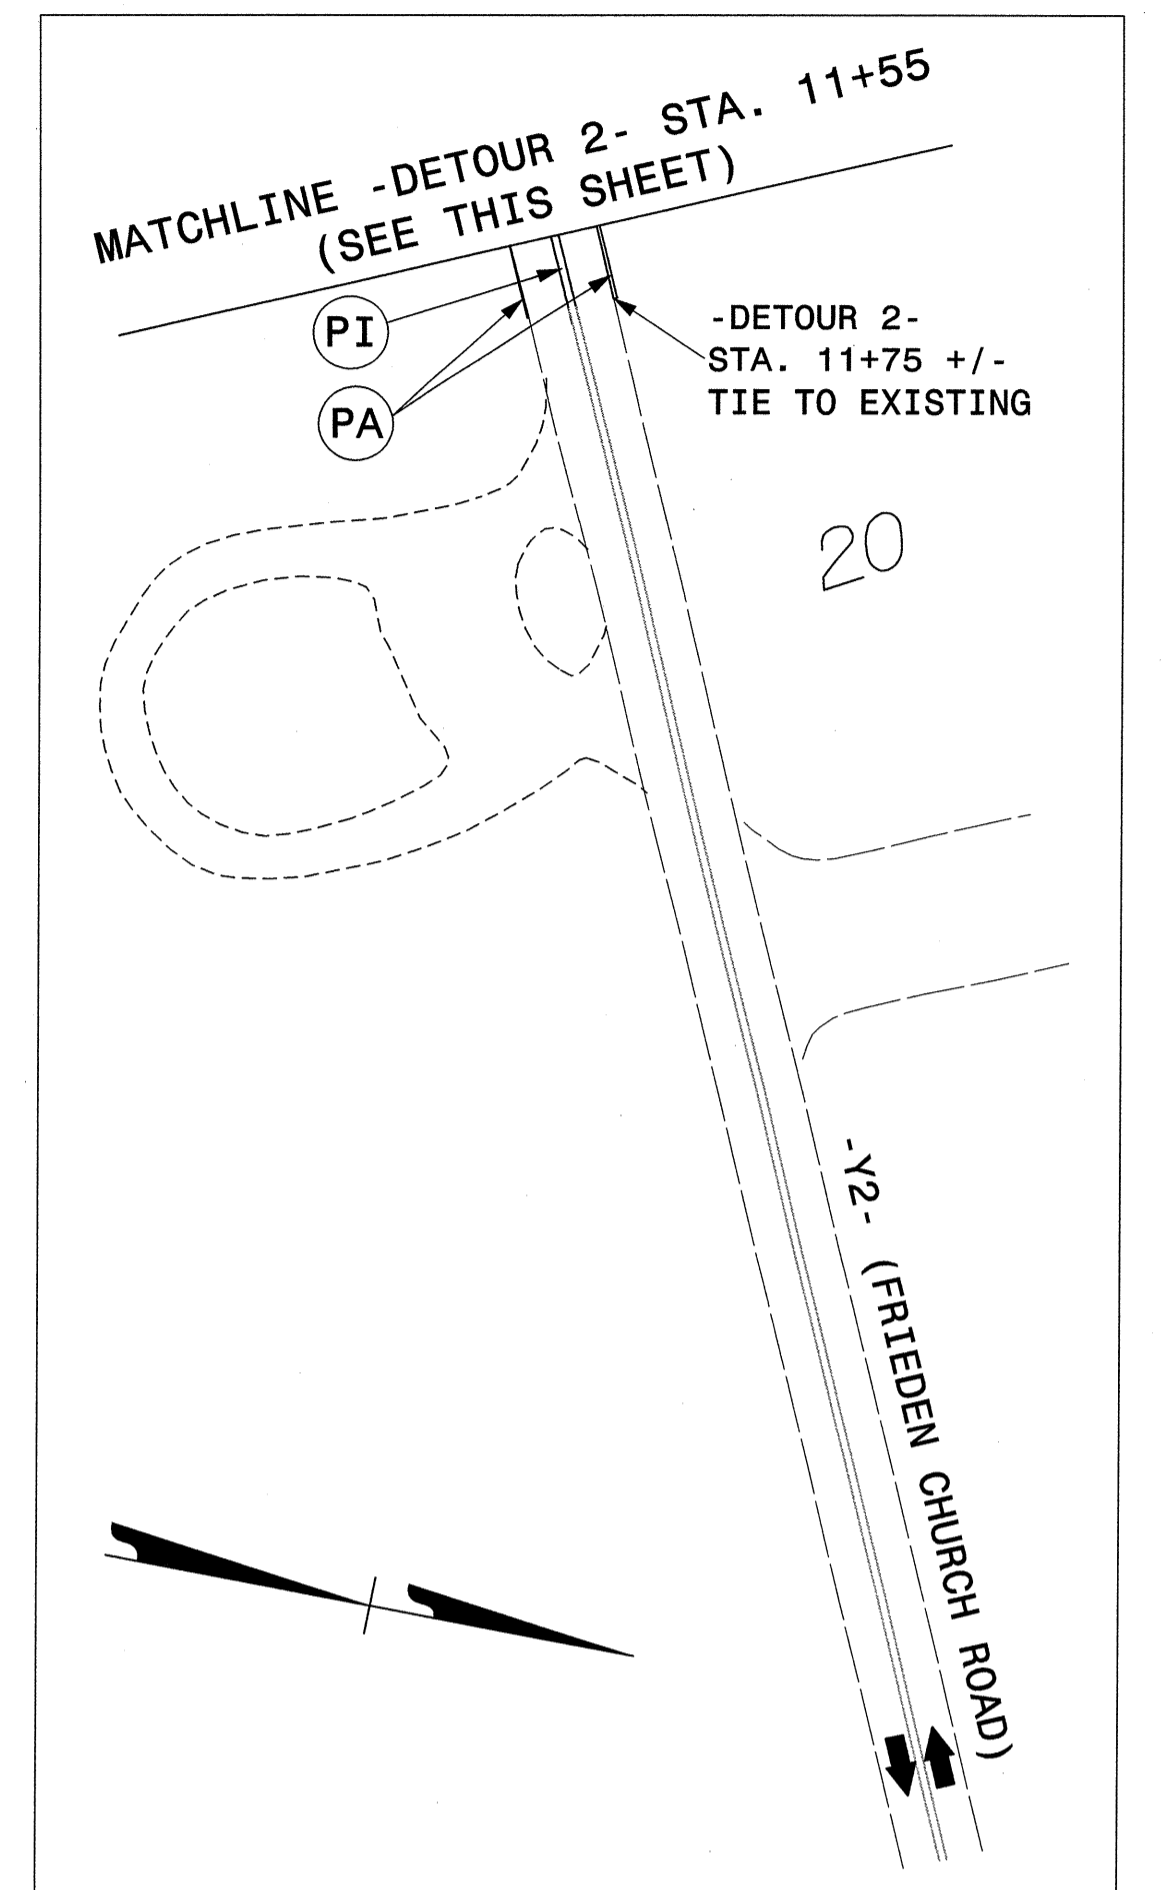 MATCHLINE -DETOUR 2- STA. 11+55
(SEE THIS SHEET)
PI
PA
-DETOUR 2-
STA. 11+75 +/-
TIE TO EXISTING
20
-Y2- (FRIEDEN CHURCH ROAD)